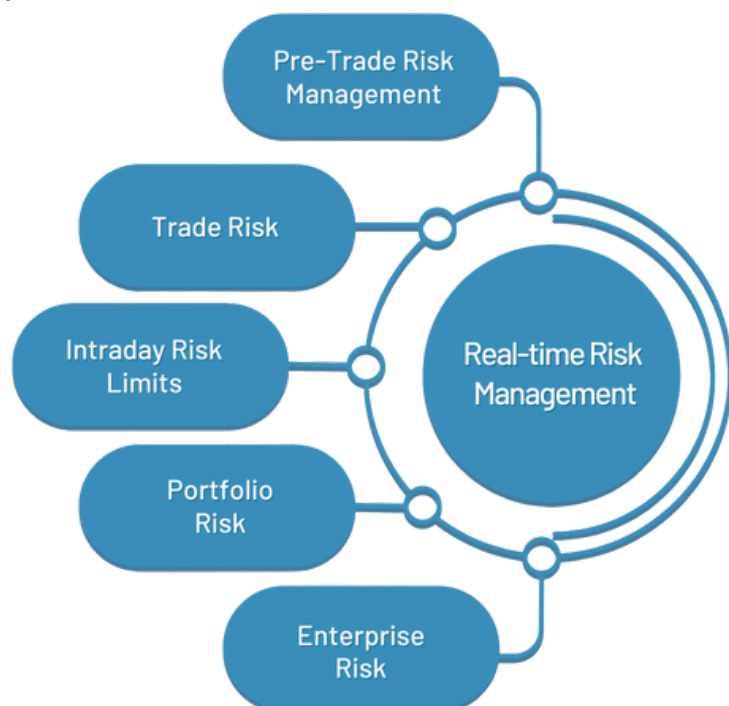 Pre-Trade Risk
Management
Trade Risk
Intraday Risk
Limits
Real-time Risk
Management
Portfolio
Risk
Enterprise
Risk